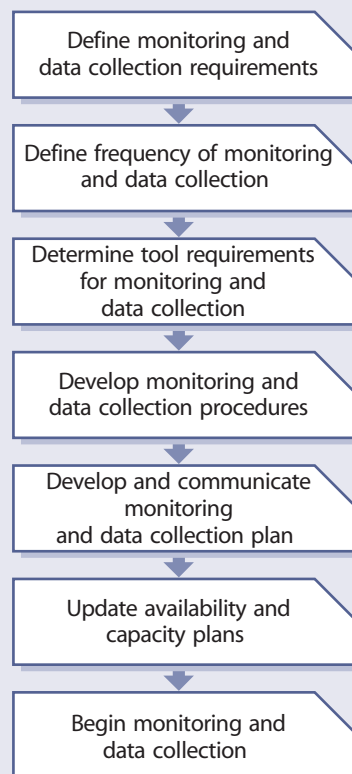 Define monitoring and
data collection requirements
Define frequency of monitoring
and data collection
Determine tool requirements
for monitoring and
data collection
Develop monitoring and
data collection procedures
Develop and communicate
monitoring
and data collection plan
Update availability and
capacity plans
Begin monitoring and
data collection